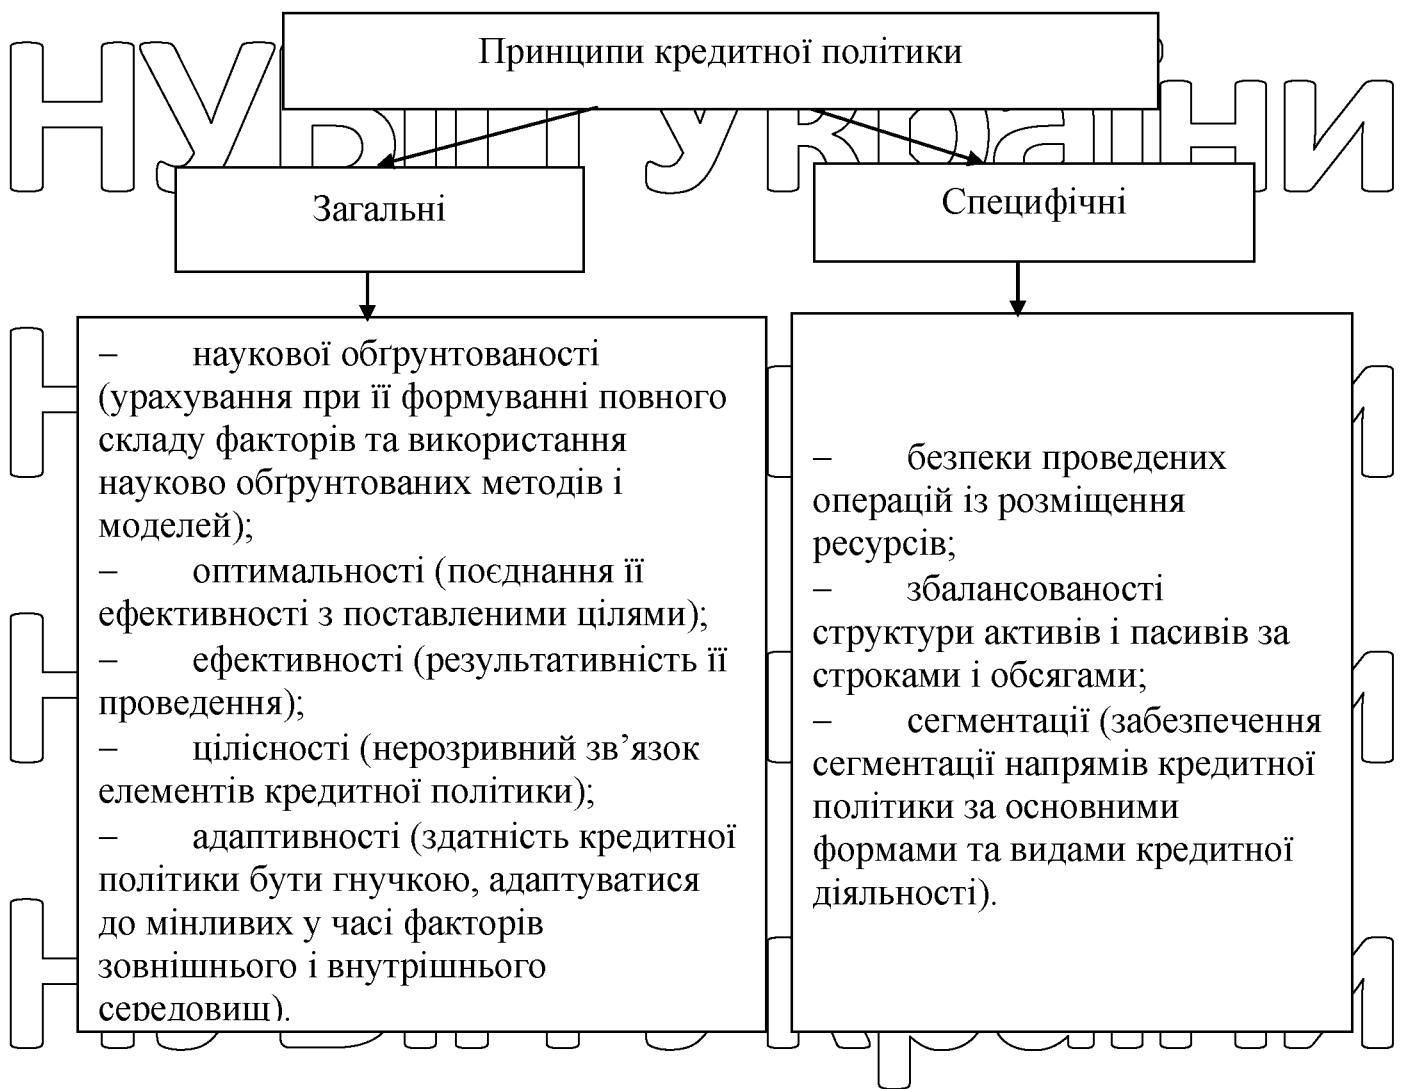 Принципи кредитної політики
Загальні
Специфічні
– наукової обґрунтованості
(урахування при її формуванні повного
складу факторів та використання
науково обґрунтованих методів і
моделей);
– оптимальності (поєднання її
ефективності з поставленими цілями);
– ефективності (результативність її
проведення);
– цілісності (нерозривний зв’язок
елементів кредитної політики);
– адаптивності (здатність кредитної
політики бути гнучкою, адаптуватися
до мінливих у часі факторів
зовнішнього і внутрішнього
середовищ).
– безпеки проведених
операцій із розміщення
ресурсів;
– збалансованості
структури активів і пасивів за
строками і обсягами;
– сегментації (забезпечення
сегментації напрямів кредитної
політики за основними
формами та видами кредитної
діяльності).